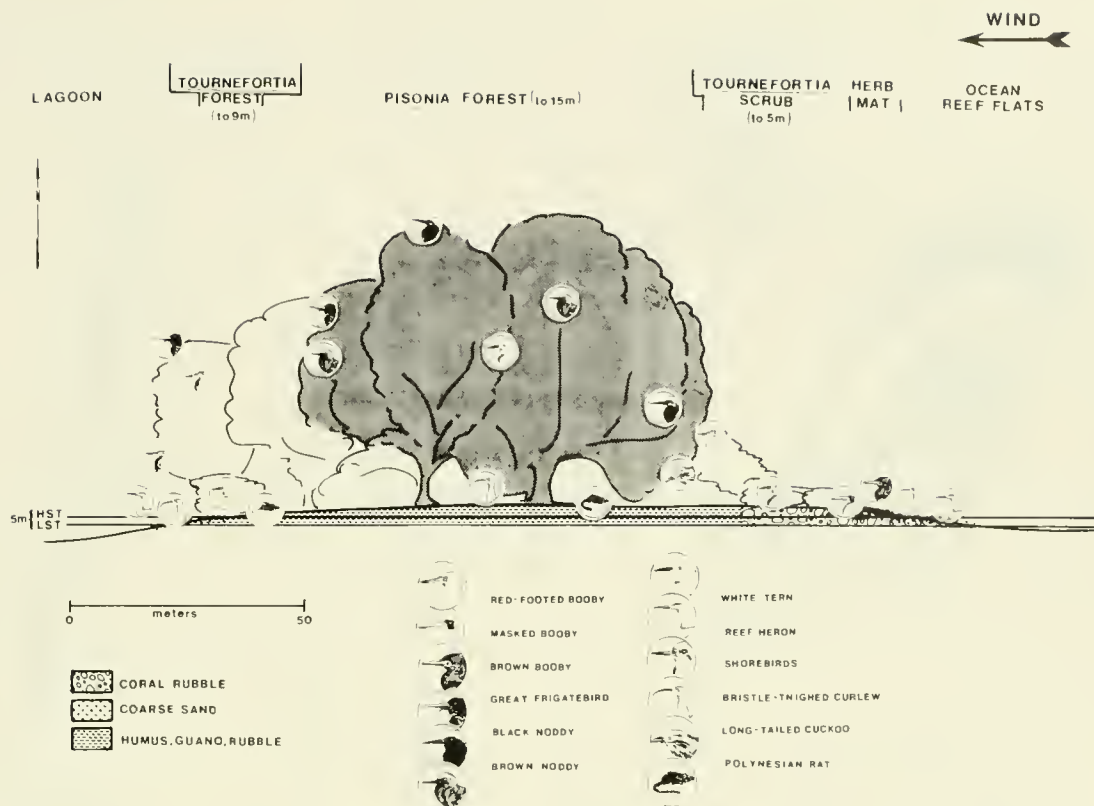 WIND
LAGOON
TOURNEFORTIA
FOREST
(to 9m)
PISONIA FOREST (to 15m)
TOURNEFORTIA
SCRUB
(to 5m)
HERB
MAT
OCEAN
REEF FLATS
5m
HST
LST
meters
0 50
CORAL RUBBLE
COARSE SAND
HUMUS, GUANO, RUBBLE
RED-FOOTED BOOBY
MASKED BOOBY
BROWN BOOBY
GREAT FRIGATEBIRD
BLACK NODDY
BROWN NODDY
WHITE TERN
REEF HERON
SHOREBIRDS
BRISTLE-TNIGHED CURLEW
LONG-TAILED CUCKOO
POLYNESIAN RAT